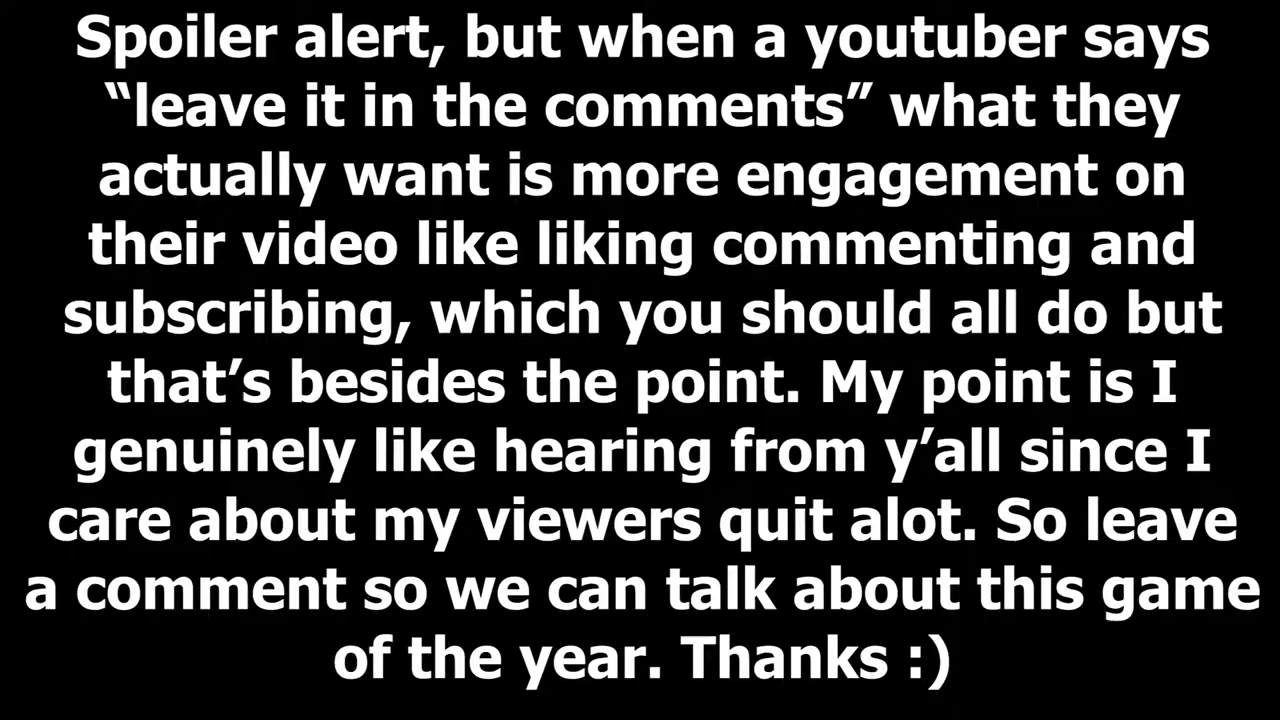 Spoiler alert, but when a youtuber says
“leave it in the comments” what they
actually want is more engagement on
their video like liking commenting and
subscribing, which you should all do but
that’s besides the point. My point is I
genuinely like hearing from y’all since I
care about my viewers quit alot. So leave
a comment so we can talk about this game
of the year. Thanks :)